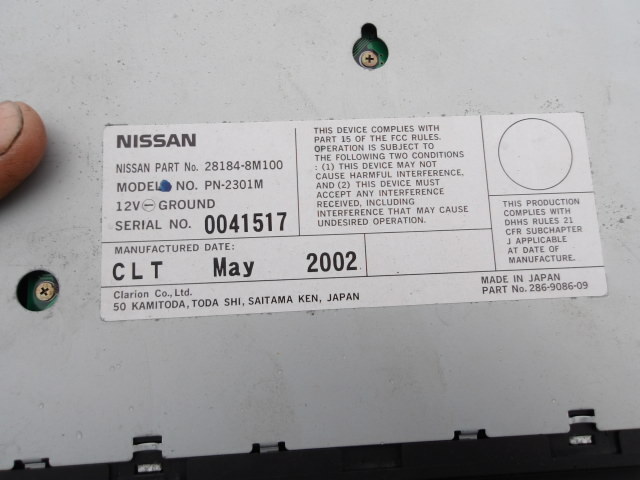 NISSAN
NISSAN PART No. 28184-8M100
MODEL NO. PN-2301M
12V⊖GROUND
SERIAL NO. 0041517
THIS DEVICE COMPLIES WITH
PART 15 OF THE FCC RULES.
OPERATION IS SUBJECT TO
THE FOLLOWING TWO CONDITIONS
: (1) THIS DEVICE MAY NOT
CAUSE HARMFUL INTERFERENCE,
AND (2) THIS DEVICE MUST
ACCEPT ANY INTERFERENCE
RECEIVED, INCLUDING
INTERFERENCE THAT MAY CAUSE
UNDESIRED OPERATION.
THIS PRODUCTION
COMPLIES WITH
DHHS RULES 21
CFR SUBCHAPTER
J APPLICABLE
AT DATE OF
MANUFACTURE.
MANUFACTURED DATE:
CLT May 2002
Clarion Co., Ltd.
50 KAMITODA, TODA SHI, SAITAMA KEN, JAPAN
MADE IN JAPAN
PART No. 286-9086-09